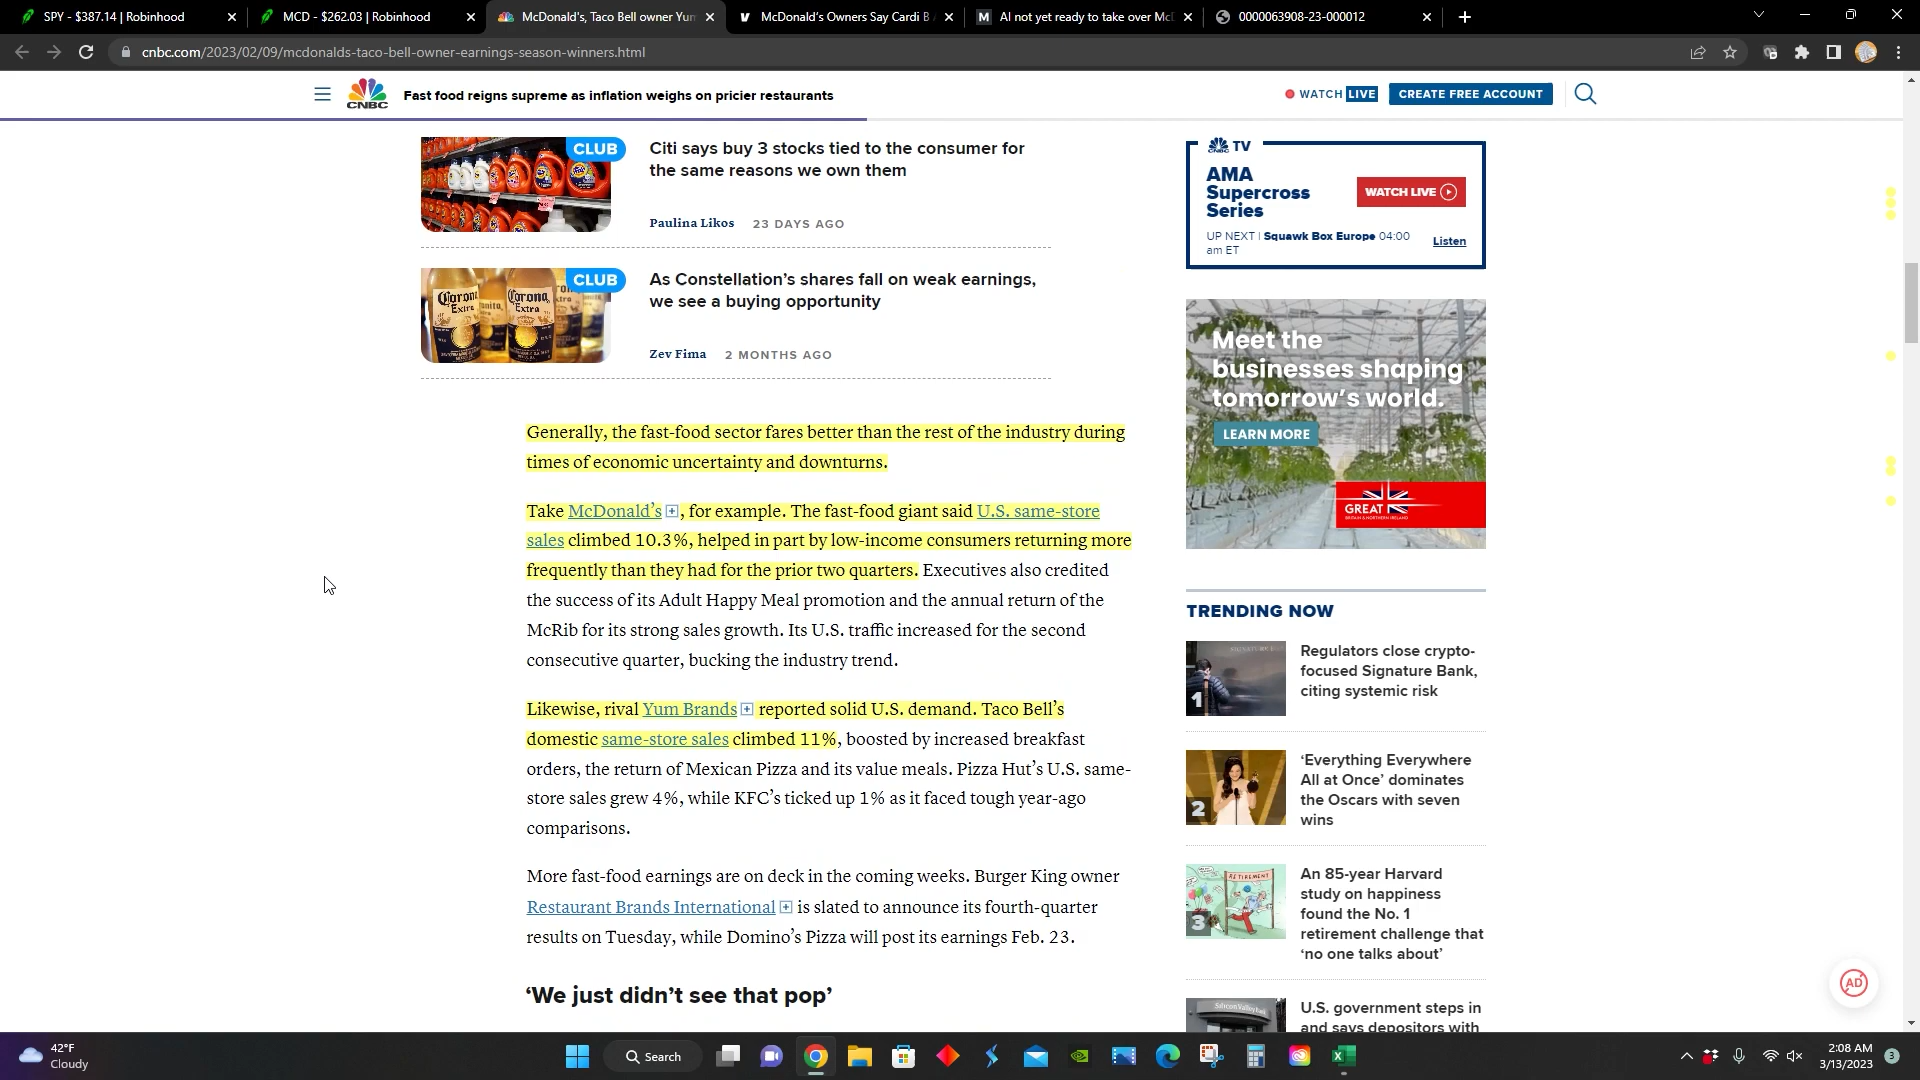 SPY - $387.14 | Robinhood
MCD - $262.03 | Robinhood
McDonald's, Taco Bell owner Yum
McDonald's Owners Say Cardi B
AI not yet ready to take over McD
0000063908-23-000012
cnbc.com/2023/02/09/mcdonalds-taco-bell-owner-earnings-season-winners.html
CNBC
Fast food reigns supreme as inflation weighs on pricier restaurants
WATCH LIVE
CREATE FREE ACCOUNT
CLUB
Citi says buy 3 stocks tied to the consumer for
the same reasons we own them
Paulina Likos 23 DAYS AGO
CLUB
As Constellation's shares fall on weak earnings,
we see a buying opportunity
Zev Fima 2 MONTHS AGO
Corona
Extra
Corona
Extra
Generally, the fast-food sector fares better than the rest of the industry during
times of economic uncertainty and downturns.
Take McDonald's, for example. The fast-food giant said U.S. same-store
sales climbed 10.3%, helped in part by low-income consumers returning more
frequently than they had for the prior two quarters. Executives also credited
the success of its Adult Happy Meal promotion and the annual return of the
McRib for its strong sales growth. Its U.S. traffic increased for the second
consecutive quarter, bucking the industry trend.
Likewise, rival Yum Brands reported solid U.S. demand. Taco Bell's
domestic same-store sales climbed 11%, boosted by increased breakfast
orders, the return of Mexican Pizza and its value meals. Pizza Hut's U.S. same-
store sales grew 4%, while KFC's ticked up 1% as it faced tough year-ago
comparisons.
More fast-food earnings are on deck in the coming weeks. Burger King owner
Restaurant Brands International is slated to announce its fourth-quarter
results on Tuesday, while Domino's Pizza will post its earnings Feb. 23.
'We just didn't see that pop'
CNBC TV
AMA
Supercross
Series
WATCH LIVE
UP NEXT | Squawk Box Europe 04:00
am ET
Listen
Meet the
businesses shaping
tomorrow's world.
LEARN MORE
GREAT
BRITAIN & NORTHERN IRELAND
TRENDING NOW
1
Regulators close crypto-
focused Signature Bank,
citing systemic risk
2
'Everything Everywhere
All at Once' dominates
the Oscars with seven
wins
RETIREMENT
3
An 85-year Harvard
study on happiness
found the No. 1
retirement challenge that
'no one talks about'
Silicon Valley Bank
U.S. government steps in
and says depositors with
AD
42°F
Cloudy
Search
2:08 AM
3/13/2023
3